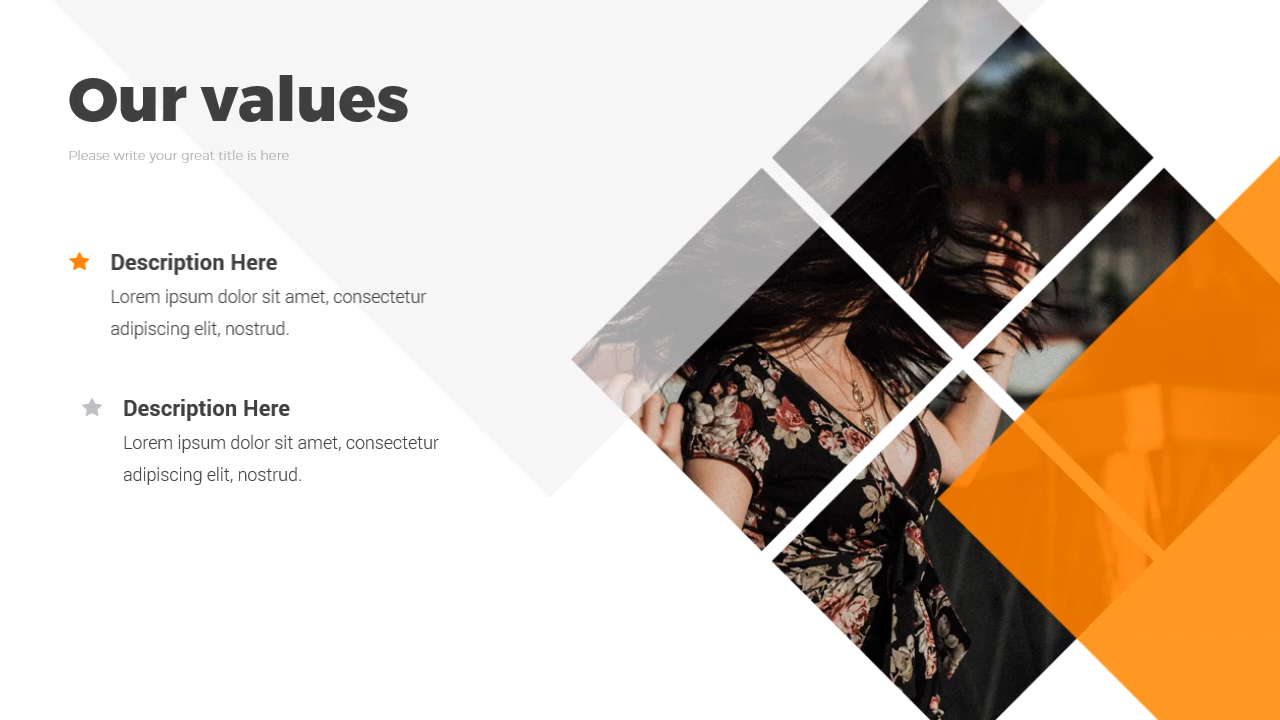 Our values
Please write your great title is here
Description Here
Lorem ipsum dolor sit amet, consectetur
adipiscing elit, nostrud.
Description Here
Lorem ipsum dolor sit amet, consectetur
adipiscing elit, nostrud.